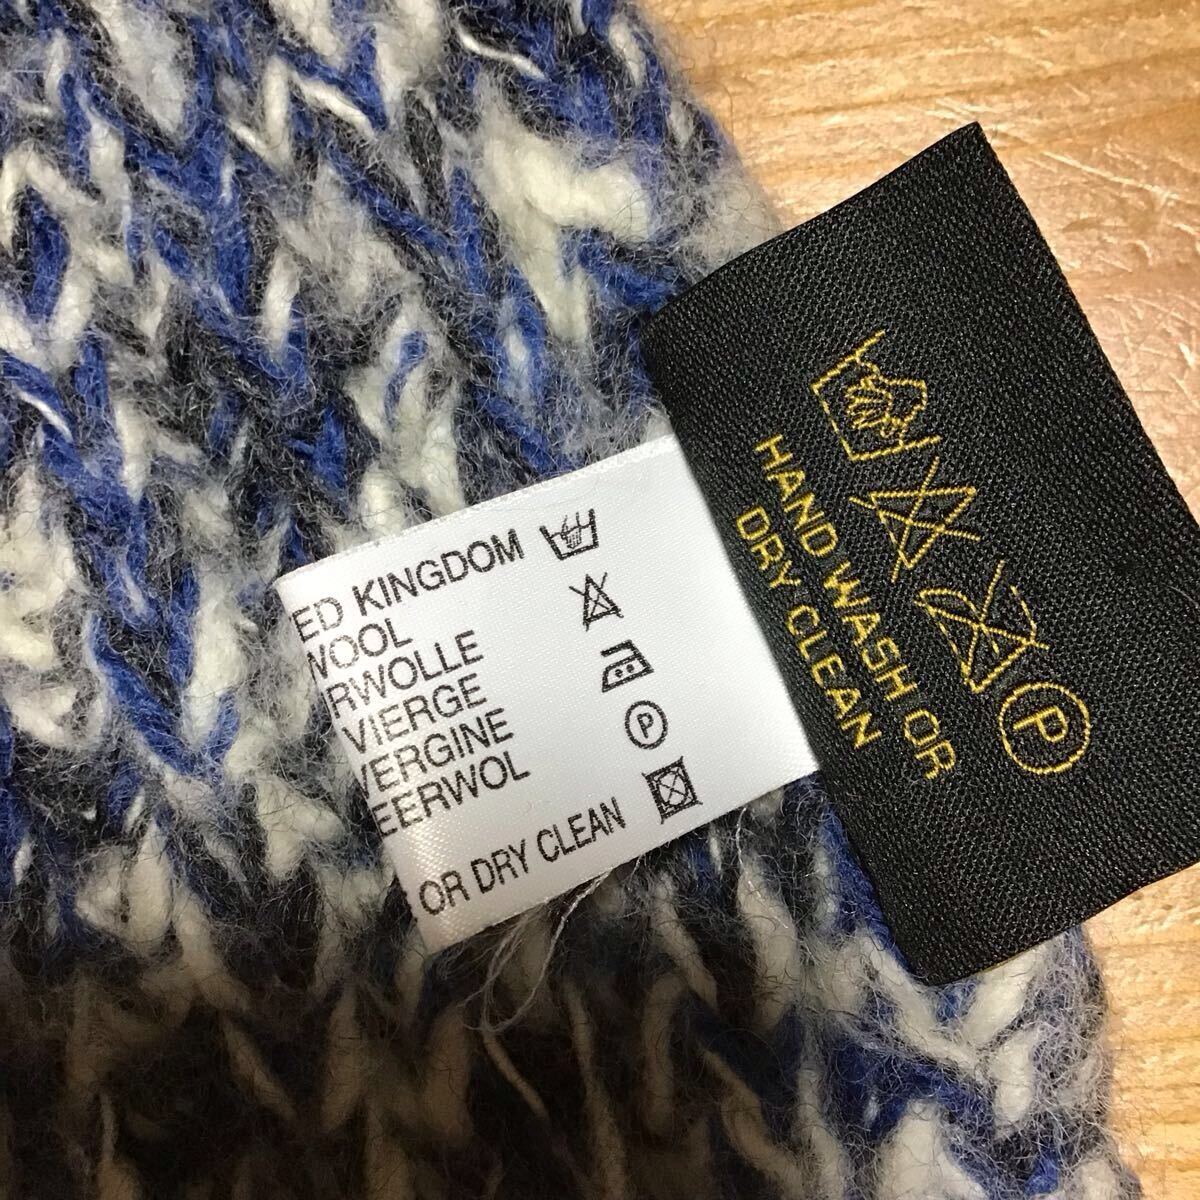 ED KINGDOM
WOOL
RWOLLE
VIERGE
VERGINE
EERWOL
OR DRY CLEAN
P
HAND WASH OR
DRY CLEAN
P